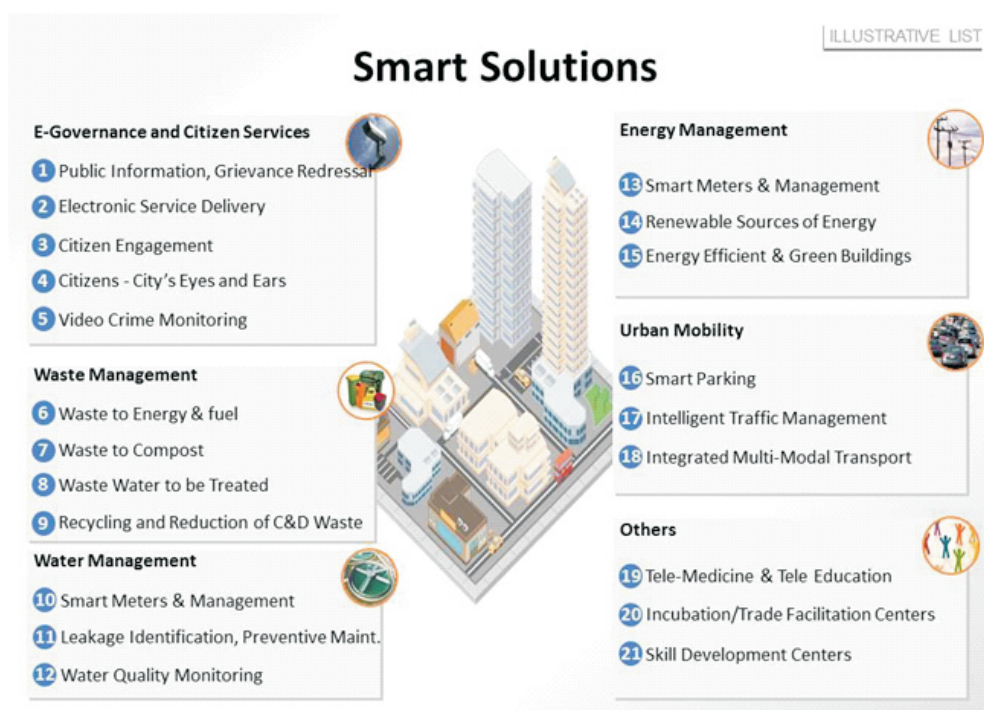 ILLUSTRATIVE LIST
Smart Solutions
E-Governance and Citizen Services
1 Public Information, Grievance Redressal
2 Electronic Service Delivery
3 Citizen Engagement
4 Citizens - City's Eyes and Ears
5 Video Crime Monitoring
Waste Management
6 Waste to Energy & fuel
7 Waste to Compost
8 Waste Water to be Treated
9 Recycling and Reduction of C&D Waste
Water Management
10 Smart Meters & Management
11 Leakage Identification, Preventive Maint.
12 Water Quality Monitoring
Energy Management
13 Smart Meters & Management
14 Renewable Sources of Energy
15 Energy Efficient & Green Buildings
Urban Mobility
16 Smart Parking
17 Intelligent Traffic Management
18 Integrated Multi-Modal Transport
Others
19 Tele-Medicine & Tele Education
20 Incubation/Trade Facilitation Centers
21 Skill Development Centers